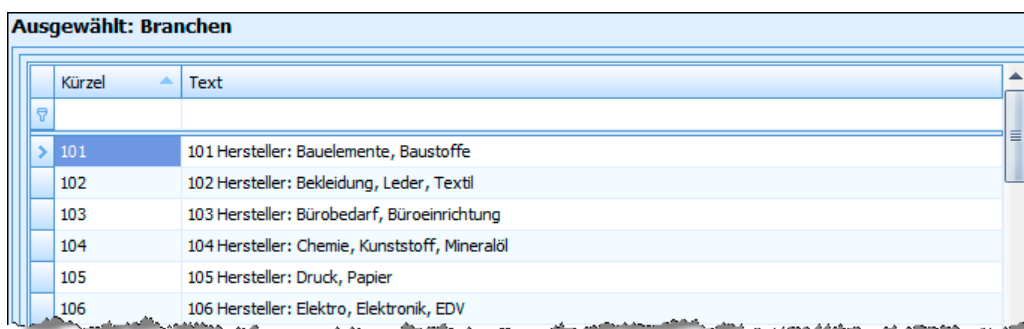 Ausgewählt: Branchen
Kürzel Text
101 101 Hersteller: Bauelemente, Baustoffe
102 102 Hersteller: Bekleidung, Leder, Textil
103 103 Hersteller: Bürobedarf, Büroeinrichtung
104 104 Hersteller: Chemie, Kunststoff, Mineralöl
105 105 Hersteller: Druck, Papier
106 106 Hersteller: Elektro, Elektronik, EDV